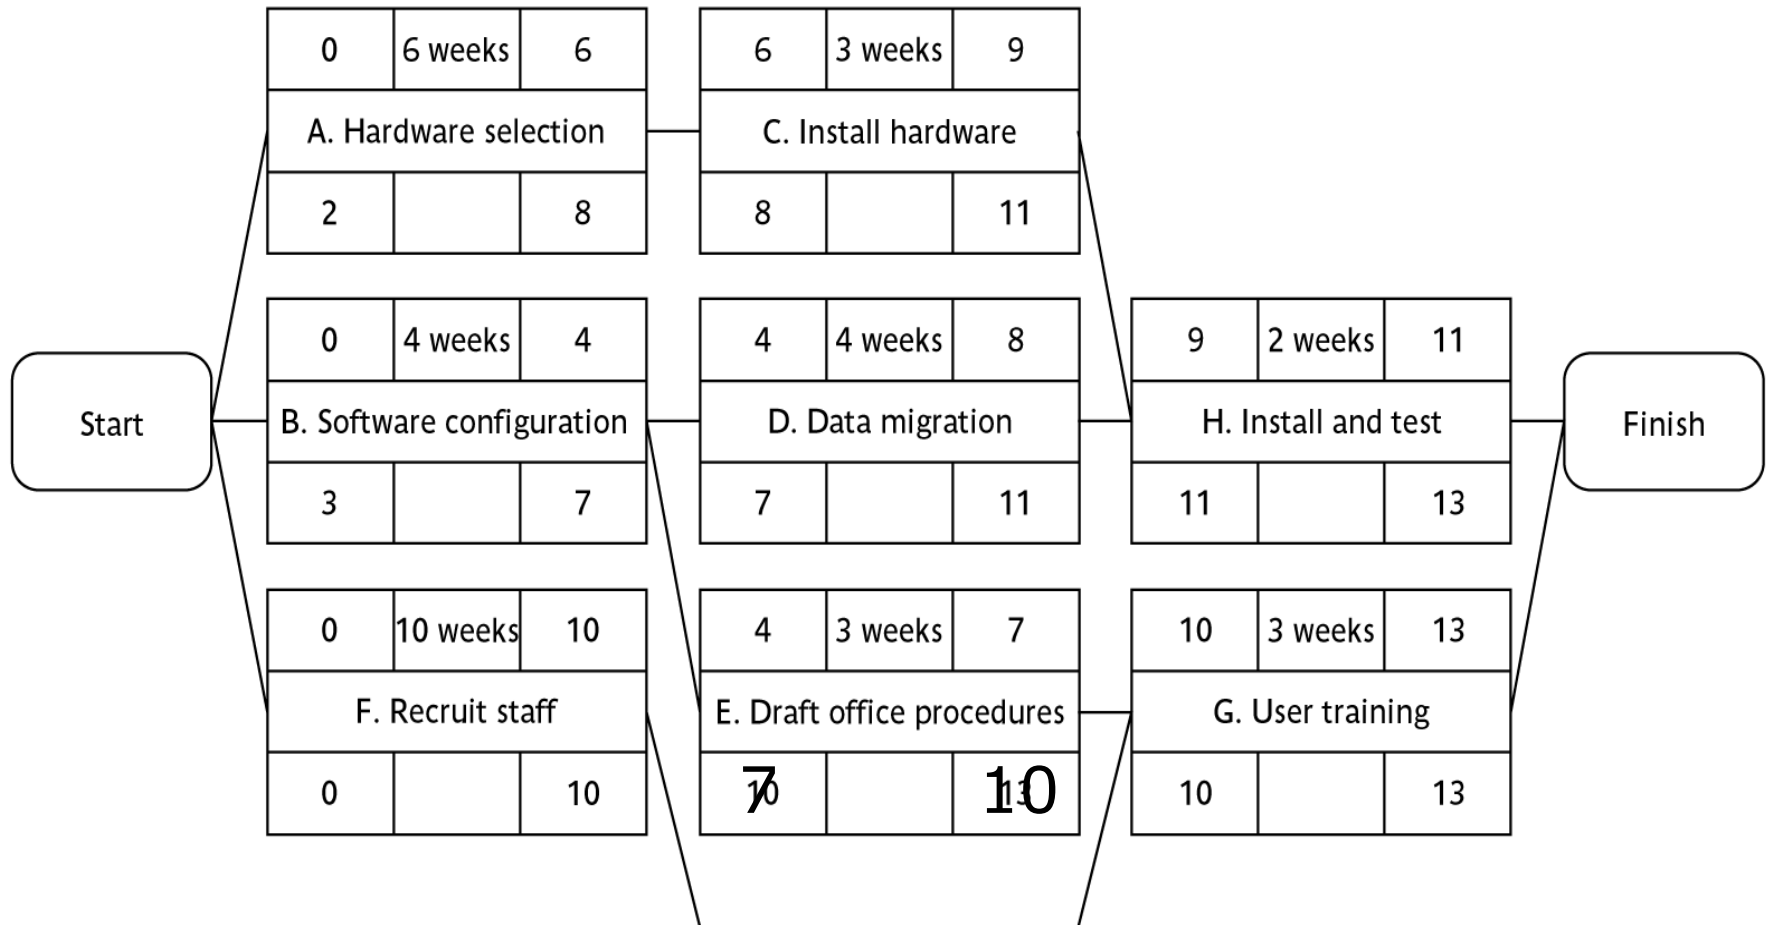 0 6 weeks 6
A. Hardware selection
2 8
6 3 weeks 9
C. Install hardware
8 11
Start
0 4 weeks 4
B. Software configuration
3 7
4 4 weeks 8
D. Data migration
7 11
9 2 weeks 11
H. Install and test
11 13
Finish
0 10 weeks 10
F. Recruit staff
0 10
4 3 weeks 7
E. Draft office procedures
7 10
10 13
10 3 weeks 13
G. User training
10 13